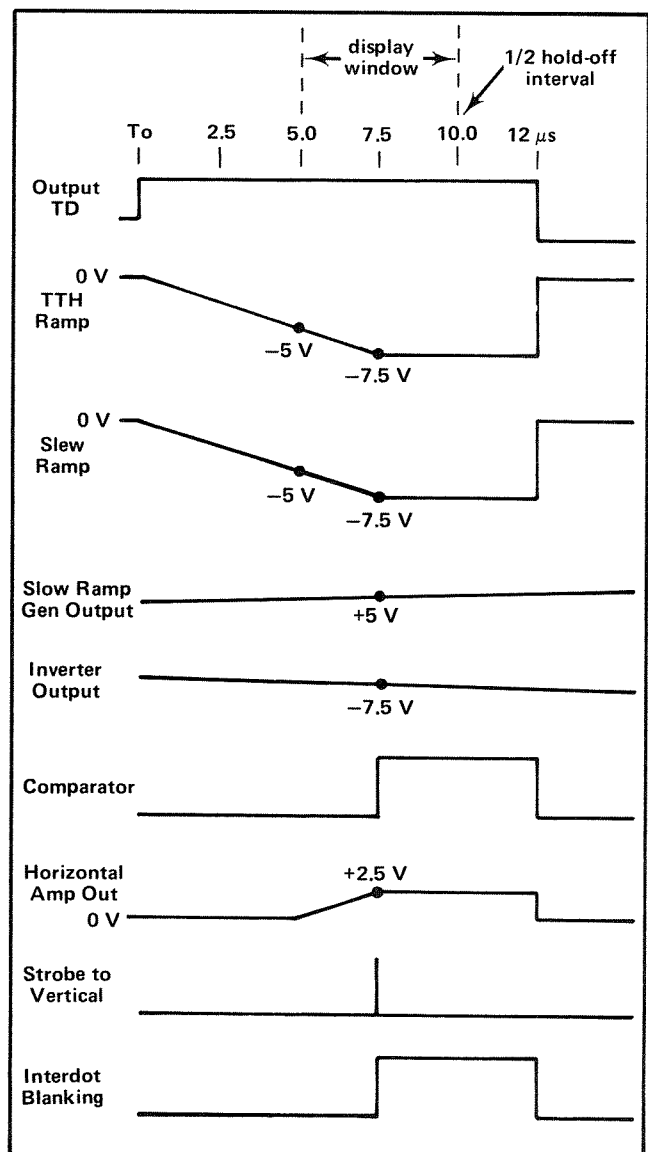 display
window
1/2 hold-off
interval
To 2.5 5.0 7.5 10.0 12 μs
Output
TD
0 V
TTH
Ramp
−5 V
−7.5 V
0 V
Slew
Ramp
−5 V
−7.5 V
Slow Ramp
Gen Output
+5 V
Inverter
Output
−7.5 V
Comparator
Horizontal
Amp Out
0 V
+2.5 V
Strobe to
Vertical
Interdot
Blanking